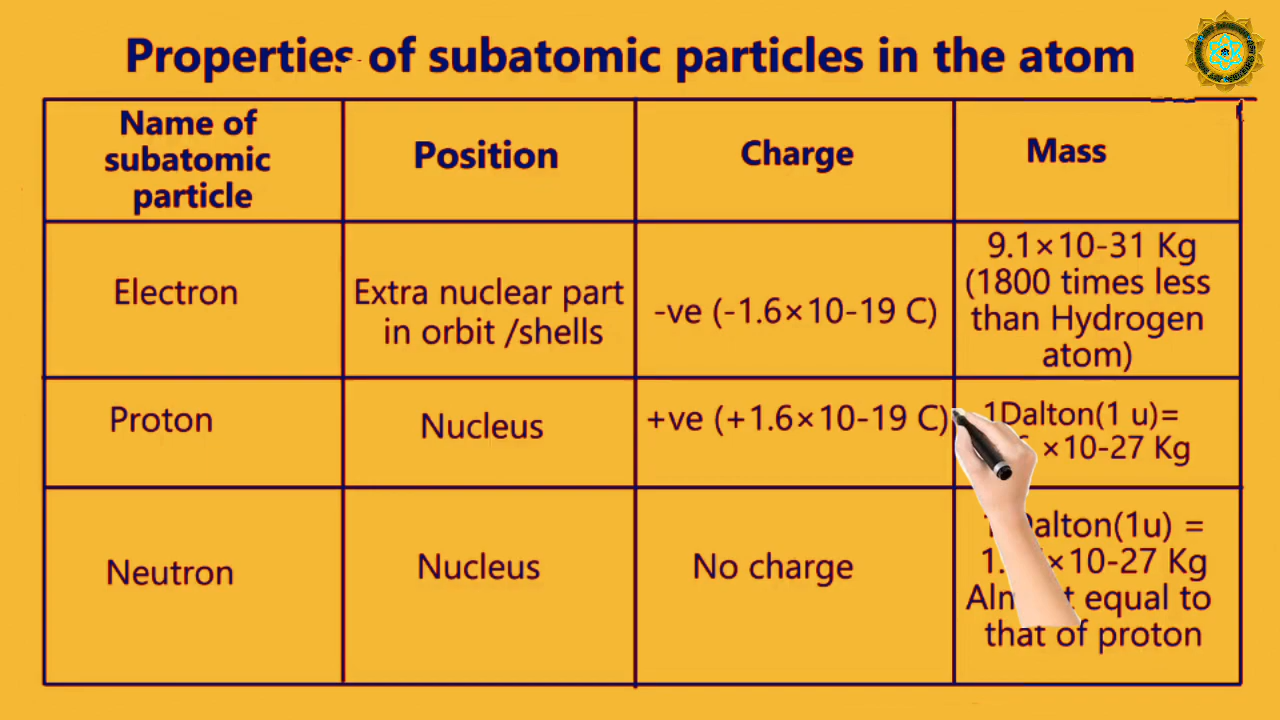 Properties of subatomic particles in the atom
Name of
subatomic
particle
Position
Charge
Mass
Electron
Extra nuclear part
in orbit /shells
-ve (-1.6×10-19 C)
9.1×10-31 Kg
(1800 times less
than Hydrogen
atom)
Proton
Nucleus
+ve (+1.6×10-19 C)
1Dalton(1 u)=
×10-27 Kg
Neutron
Nucleus
No charge
Dalton(1u) =
×10-27 Kg
equal to
that of proton